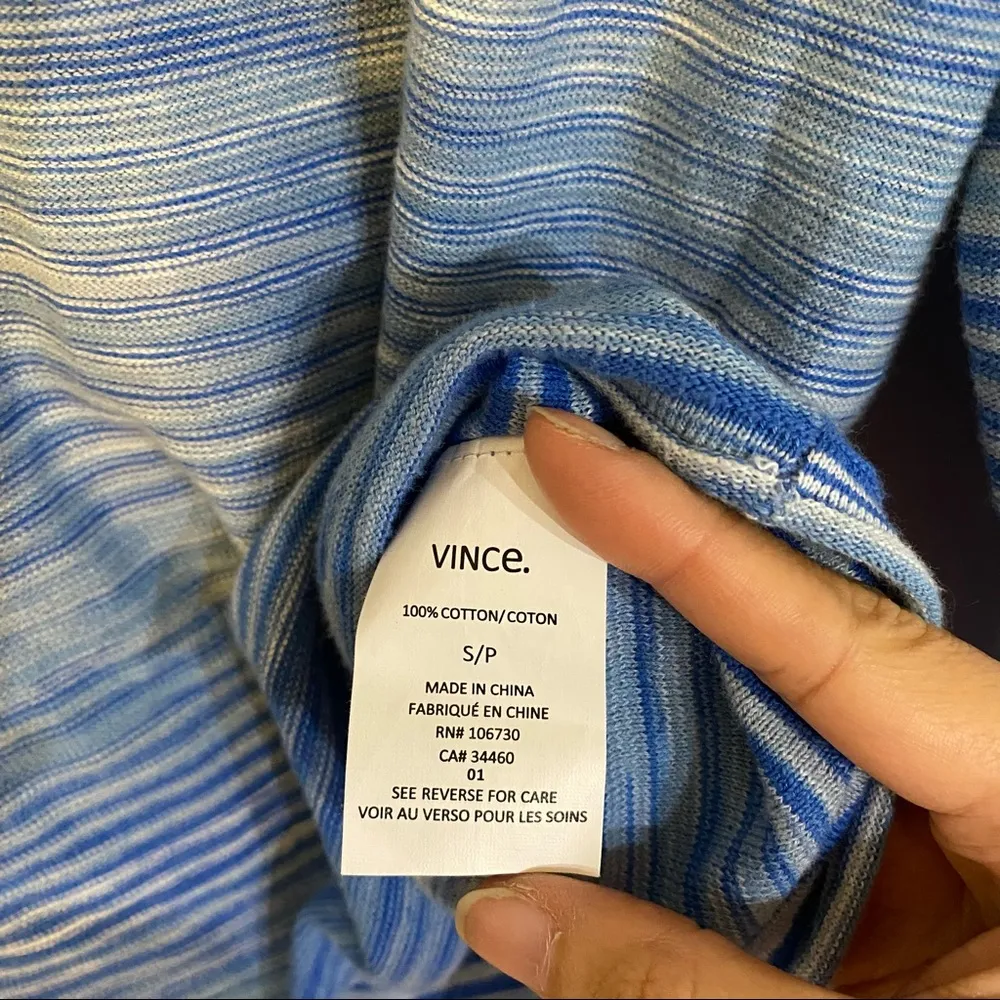 VINCe.
100% COTTON/COTON
S/P
MADE IN CHINA
FABRIQUÉ EN CHINE
RN# 106730
CA# 34460
01
SEE REVERSE FOR CARE
VOIR AU VERSO POUR LES SOINS